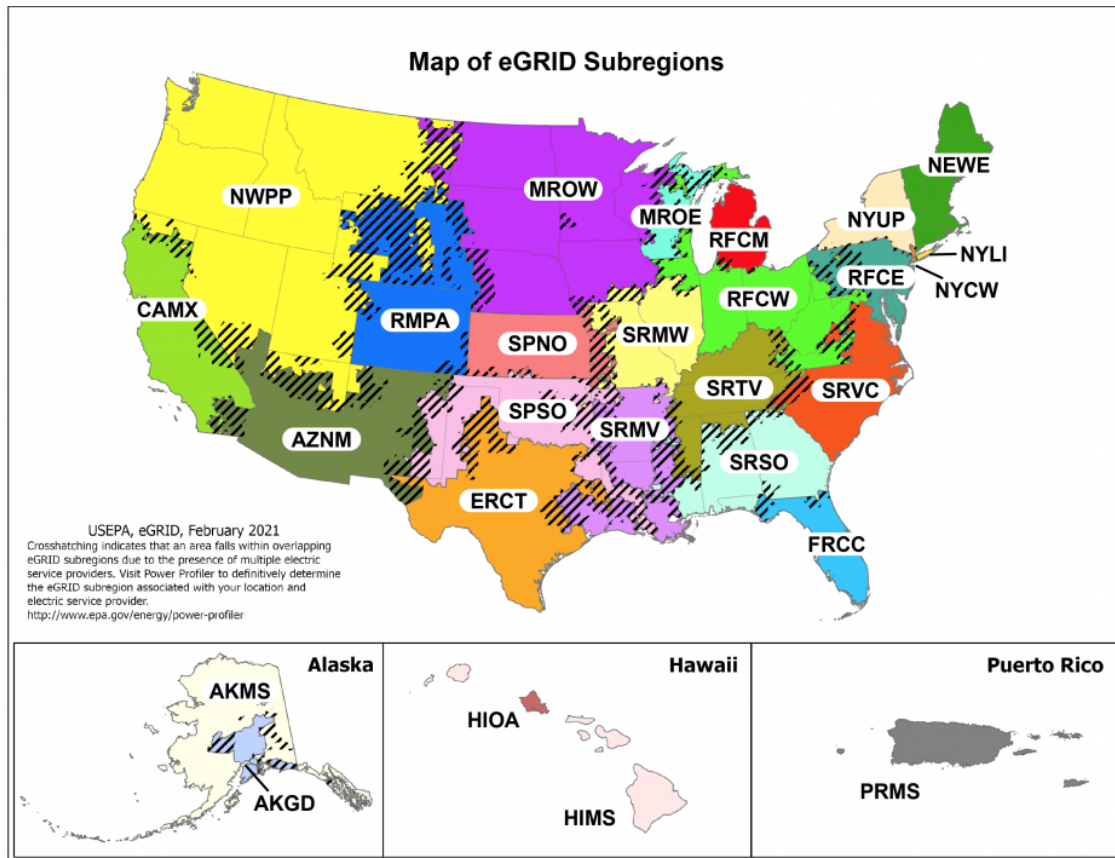 Map of eGRID Subregions
NWPP
MROW
NEWE
MROE
NYUP
RFCM
NYLI
RFCE
NYCW
CAMX
RFCW
RMPA
SRMW
SPNO
SRTV
SRVC
SPSO
SRMV
AZNM
SRSO
ERCT
FRCC
USEPA, eGRID, February 2021
Crosshatching indicates that an area falls within overlapping
eGRID subregions due to the presence of multiple electric
service providers. Visit Power Profiler to definitively determine
the eGRID subregion associated with your location and
electric service provider.
http://www.epa.gov/energy/power-profiler
Alaska
AKMS
AKGD
Hawaii
HIOA
HIMS
Puerto Rico
PRMS